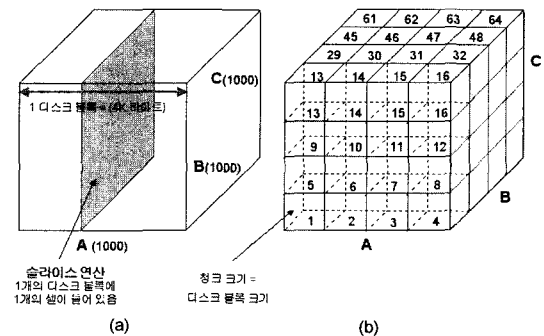 C(1000)
1 디스크 블록 = (4K 바이트)
B(1000)
A (1000)
슬라이스 연산
1개의 디스크 블록에
1개의 셀이 들어 있음
(a)
61 62 63 64
45 46 47 48
29 30 31 32
13 14 15 16
C
13 14 15 16
9 10 11 12
5 6 7 8
B
1 2 3 4
A
청크 크기 =
디스크 블록 크기
(b)